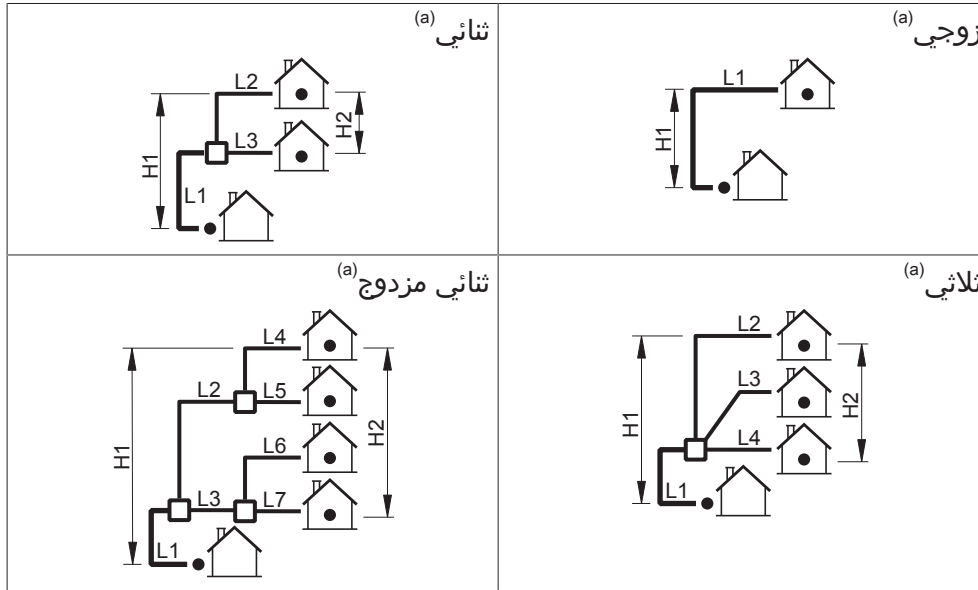 زوجي (a)
L1
H1
ثنائي (a)
L2
H2
L3
H1
L1
ثلاثي (a)
L2
L3
H2
H1
L4
L1
ثنائي مزدوج (a)
L4
L2
L5
H2
H1
L6
L3
L7
L1